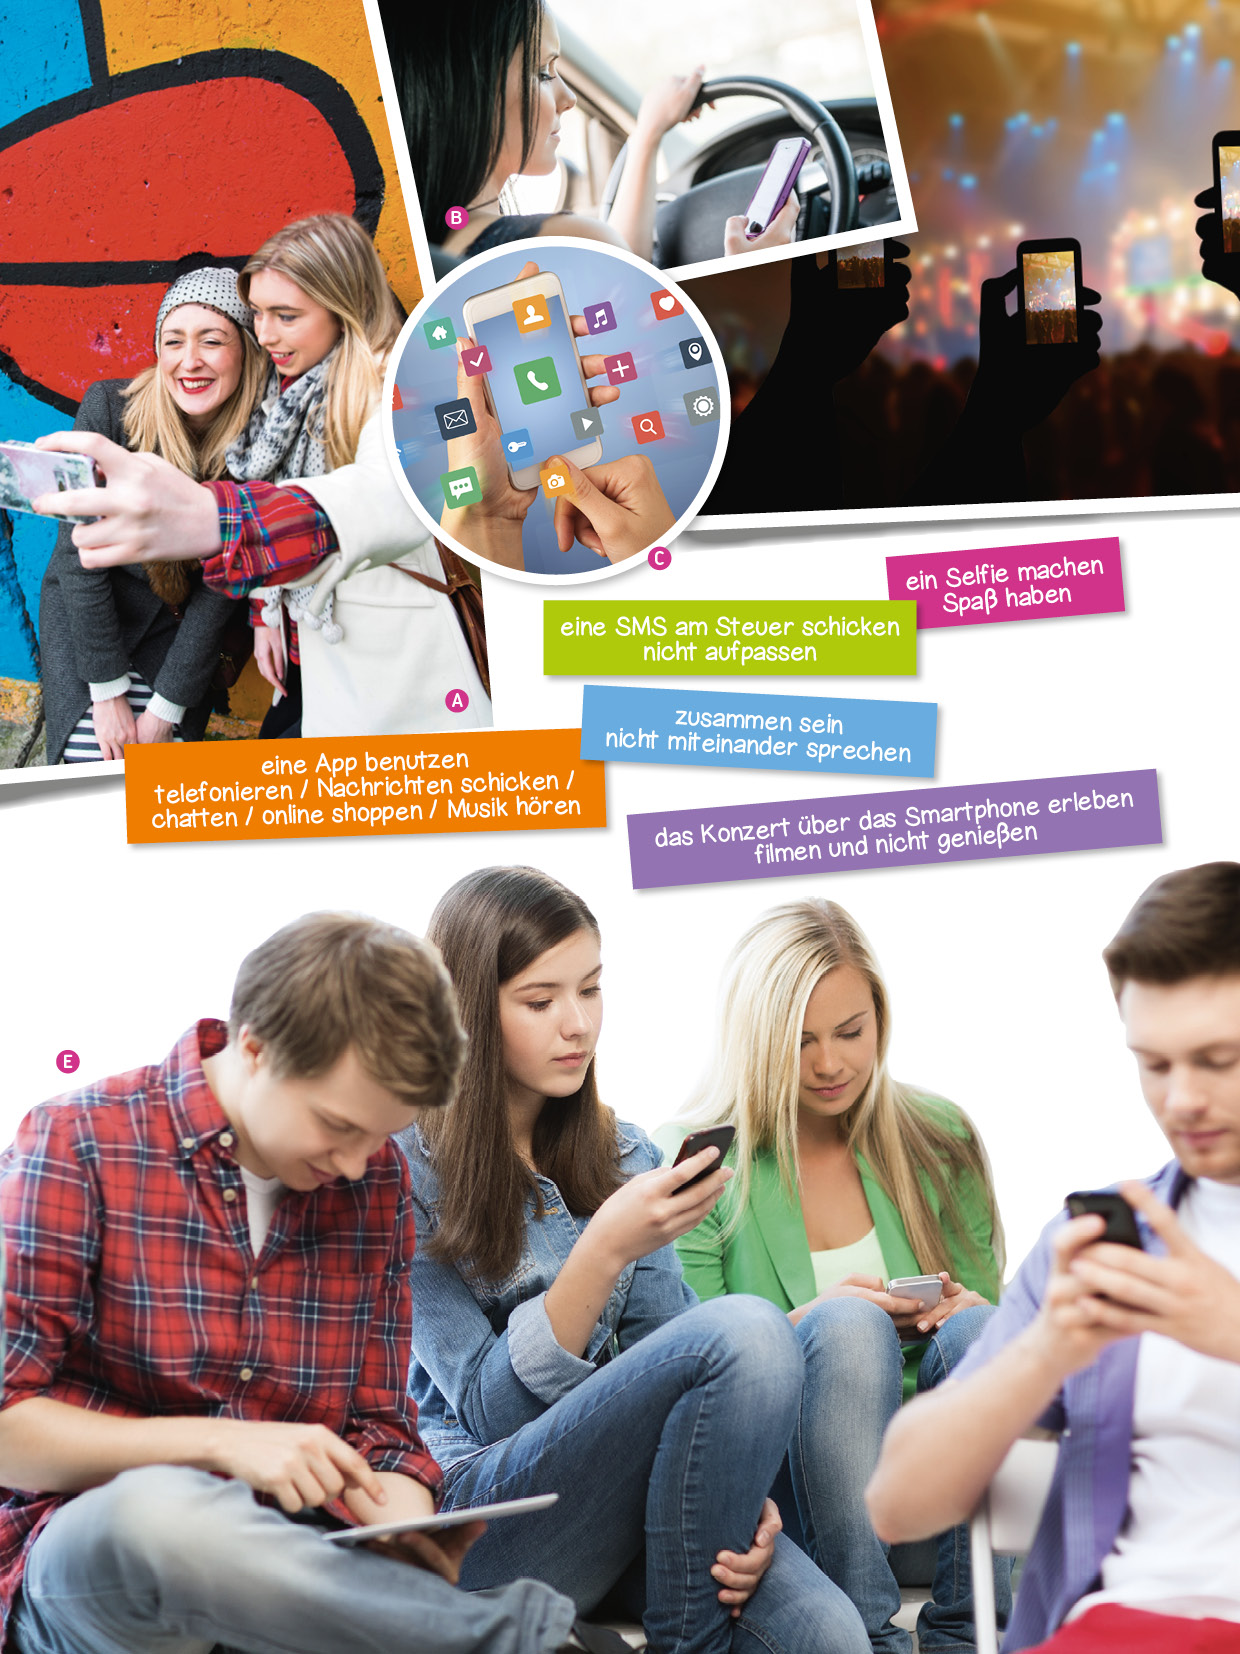 B
C
A
ein Selfie machen
Spaß haben
eine SMS am Steuer schicken
nicht aufpassen
zusammen sein
nicht miteinander sprechen
eine App benutzen
telefonieren / Nachrichten schicken /
chatten / online shoppen / Musik hören
das Konzert über das Smartphone erleben
filmen und nicht genießen
E